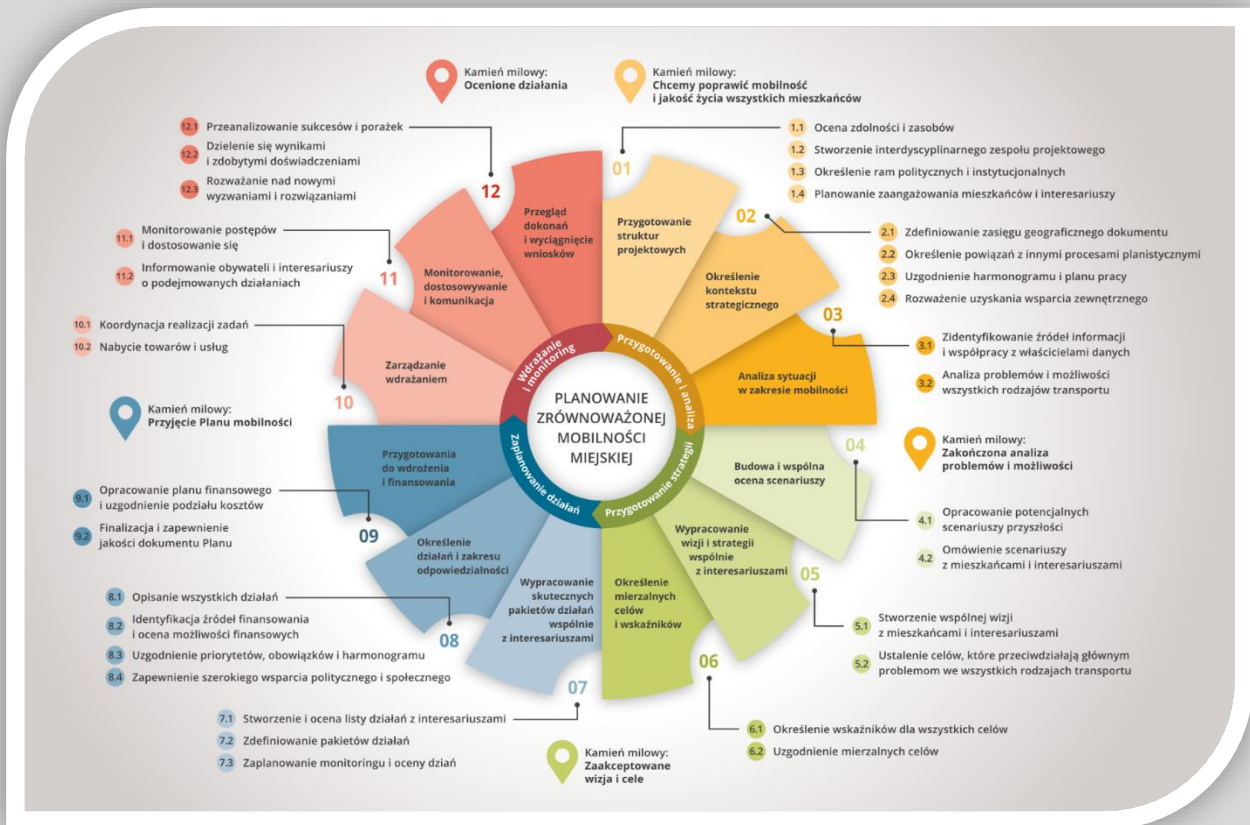 Kamień milowy:
Ocenione działania
Kamień milowy:
Chcemy poprawić mobilność
i jakość życia wszystkich mieszkańców
12.1 Przeanalizowanie sukcesów i porażek
12.2 Dzielenie się wynikami
i zdobytymi doświadczeniami
12.3 Rozważanie nad nowymi
wyzwaniami i rozwiązaniami
1.1 Ocena zdolności i zasobów
1.2 Stworzenie interdyscyplinarnego zespołu projektowego
1.3 Określenie ram politycznych i instytucjonalnych
1.4 Planowanie zaangażowania mieszkańców i interesariuszy
12
Przegląd
dokonań
i wyciągnięcie
wniosków
01
Przygotowanie
struktur
projektowych
02
Określenie
kontekstu
strategicznego
2.1 Zdefiniowanie zasięgu geograficznego dokumentu
2.2 Określenie powiązań z innymi procesami planistycznymi
2.3 Uzgodnienie harmonogramu i planu pracy
2.4 Rozważenie uzyskania wsparcia zewnętrznego
11.1 Monitorowanie postępów
i dostosowanie się
11.2 Informowanie obywateli i interesariuszy
o podejmowanych działaniach
11
Monitorowanie,
dostosowywanie
i komunikacja
03
Analiza sytuacji
w zakresie mobilności
3.1 Zidentyfikowanie źródeł informacji
i współpracy z właścicielami danych
3.2 Analiza problemów i możliwości
wszystkich rodzajów transportu
10.1 Koordynacja realizacji zadań
10.2 Nabycie towarów i usług
10
Zarządzanie
wdrażaniem
Wdrażanie
i monitoring
Przygotowanie i analiza
PLANOWANIE
ZRÓWNOWAŻONEJ
MOBILNOŚCI
MIEJSKIEJ
Zaplanowanie działań
Przygotowanie strategii
Kamień milowy:
Przyjęcie Planu mobilności
Kamień milowy:
Zakończona analiza
problemów i możliwości
Przygotowania
do wdrożenia
i finansowania
09
9.1 Opracowanie planu finansowego
i uzgodnienie podziału kosztów
9.2 Finalizacja i zapewnienie
jakości dokumentu Planu
04
Budowa i wspólna
ocena scenariuszy
4.1 Opracowanie potencjalnych
scenariuszy przyszłości
4.2 Omówienie scenariuszy
z mieszkańcami i interesariuszami
Określenie
działań i zakresu
odpowiedzialności
08
8.1 Opisanie wszystkich działań
8.2 Identyfikacja źródeł finansowania
i ocena możliwości finansowych
8.3 Uzgodnienie priorytetów, obowiązków i harmonogramu
8.4 Zapewnienie szerokiego wsparcia politycznego i społecznego
Wypracowanie
wizji i strategii
wspólnie
z interesariuszami
05
5.1 Stworzenie wspólnej wizji
z mieszkańcami i interesariuszami
5.2 Ustalenie celów, które przeciwdziałają głównym
problemom we wszystkich rodzajach transportu
Wypracowanie
skutecznych
pakietów działań
wspólnie
z interesariuszami
07
7.1 Stworzenie i ocena listy działań z interesariuszami
7.2 Zdefiniowanie pakietów działań
7.3 Zaplanowanie monitoringu i oceny dziań
Określenie
mierzalnych
celów
i wskaźników
06
6.1 Określenie wskaźników dla wszystkich celów
6.2 Uzgodnienie mierzalnych celów
Kamień milowy:
Zaakceptowane
wizja i cele